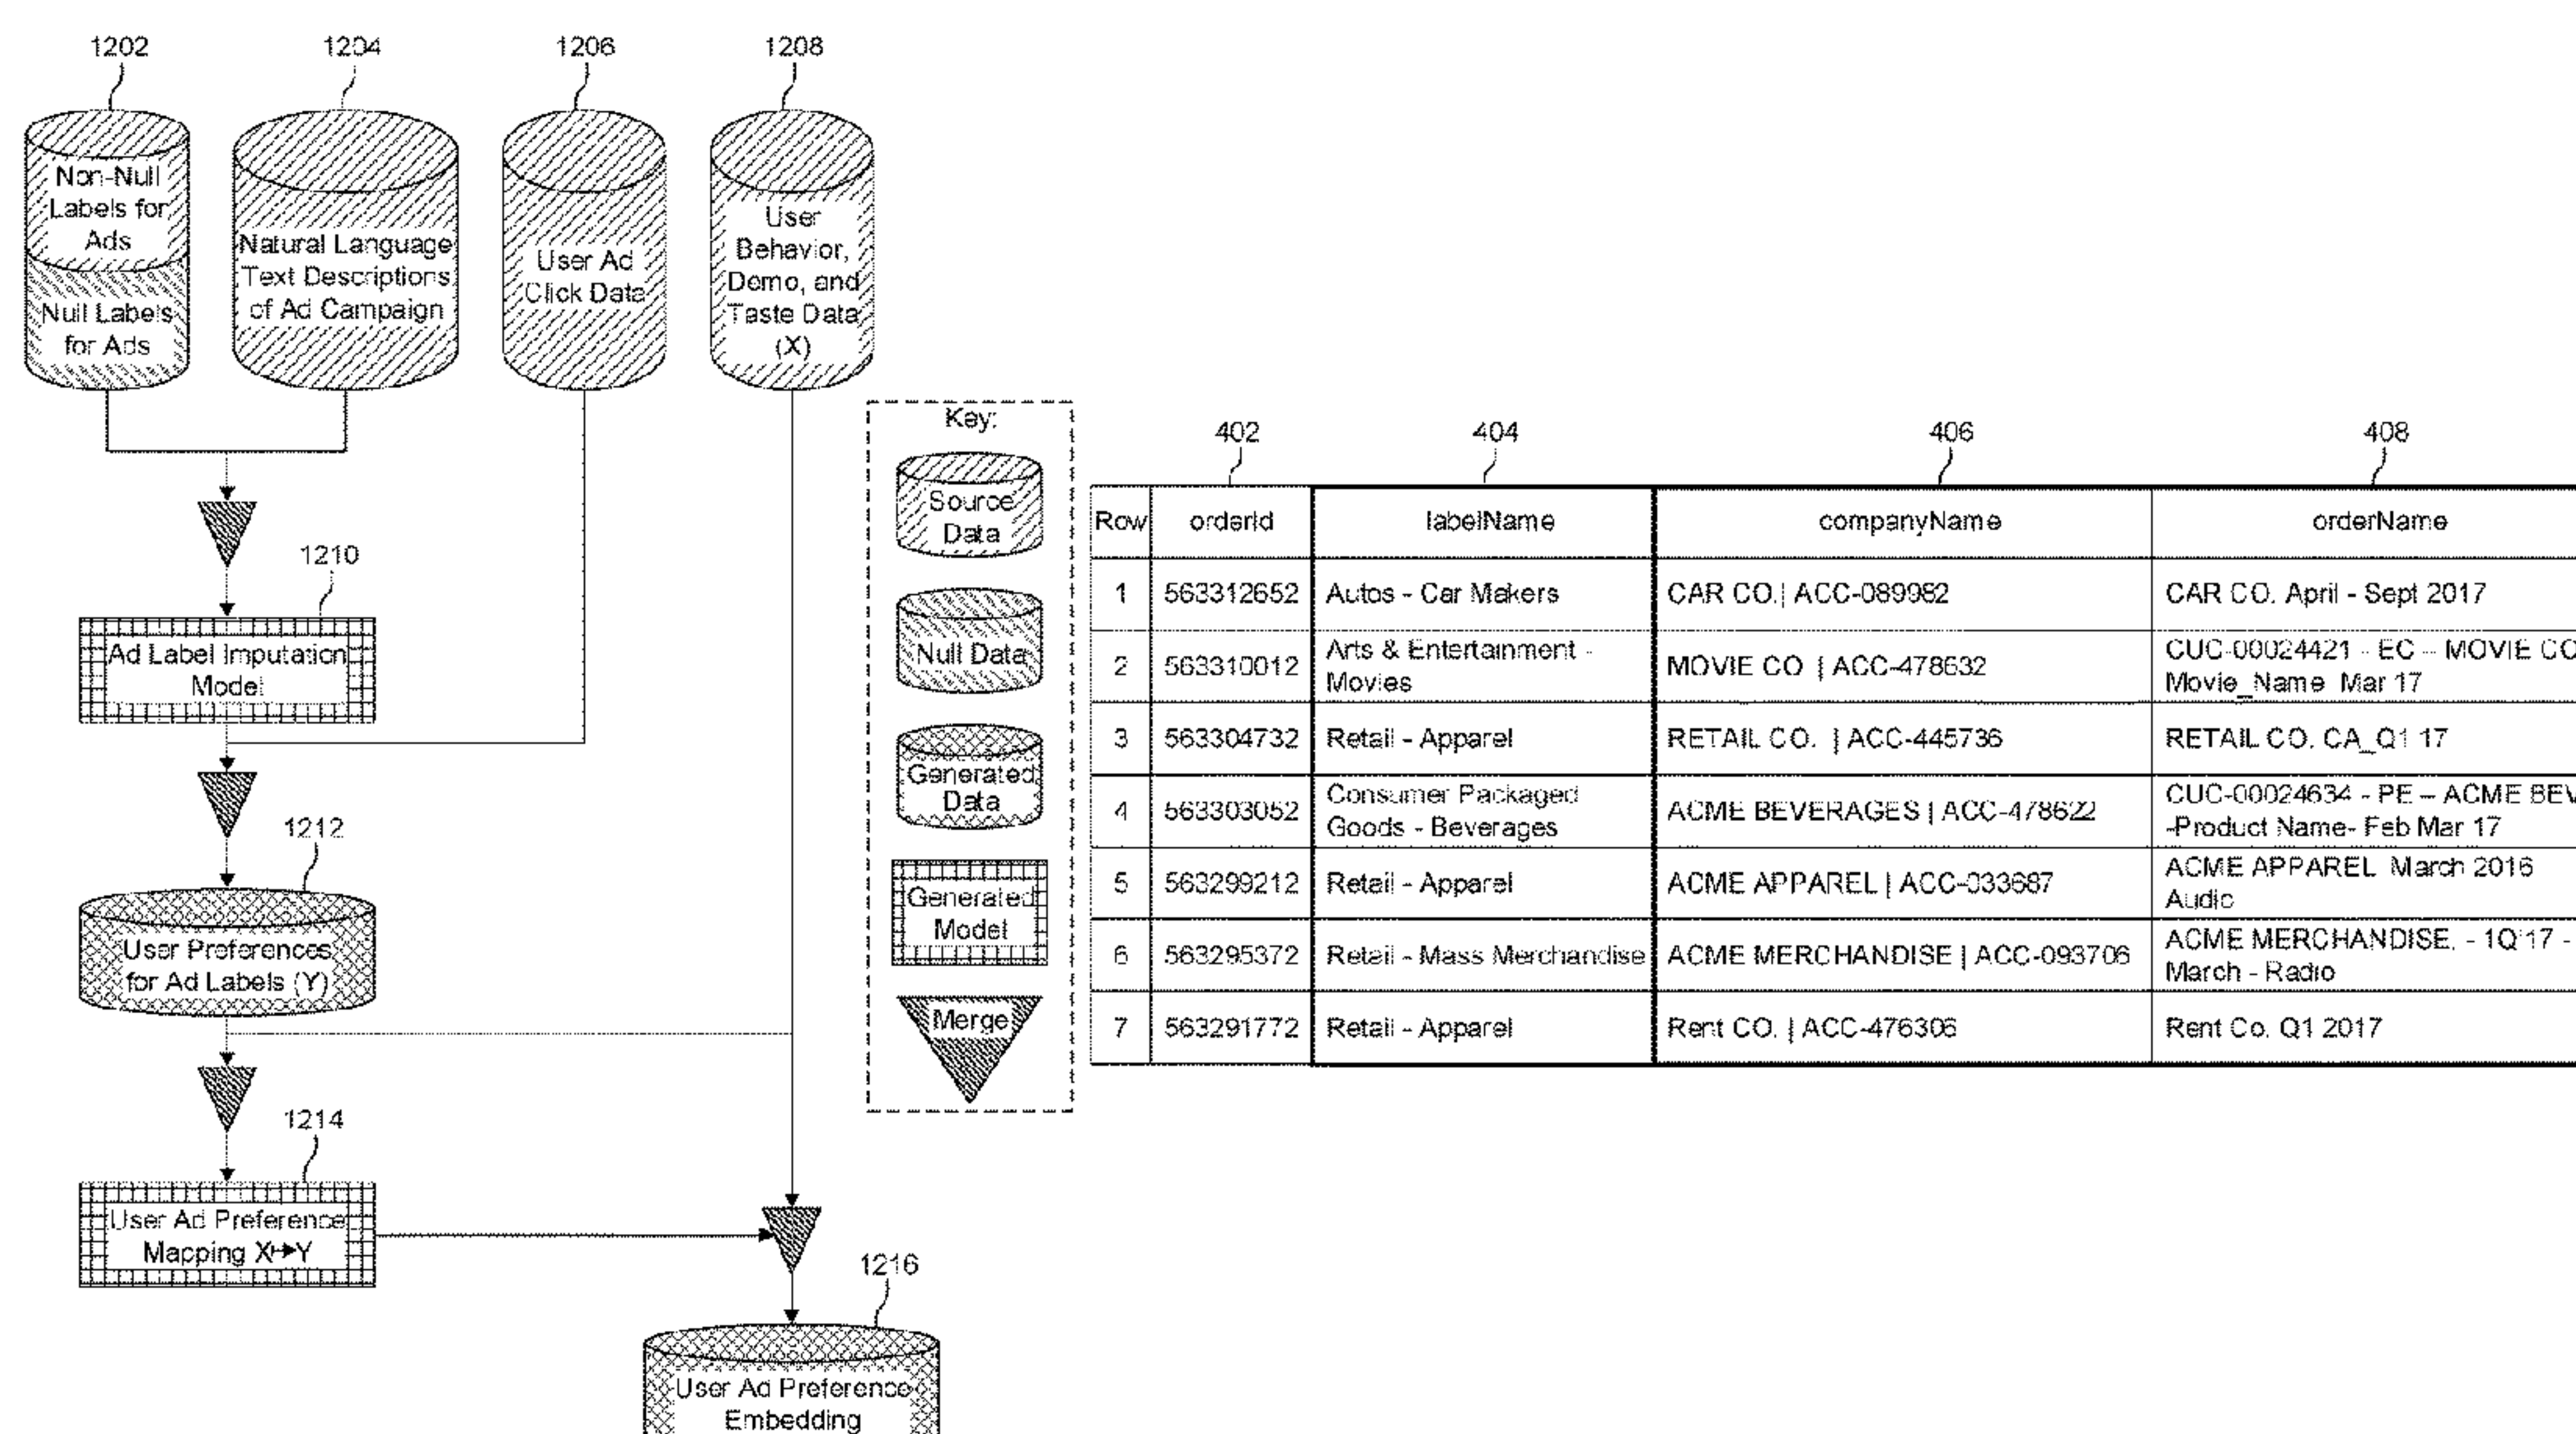 1202
1204
1206
1208
Non-Null
Labels for
Ads
Null Labels
for Ads
Natural Language
Text Descriptions
of Ad Campaign
User Ad
Click Data
User
Behavior,
Demo, and
Taste Data
(X)
1210
Ad Label Imputation
Model
1212
User Preferences
for Ad Labels (Y)
1214
User Ad Preference
Mapping X↦Y
1216
User Ad Preference
Embedding
Key:
Source
Data
Null Data
Generated
Data
Generated
Model
Merge
402
404
406
408
Row orderId labelName companyName orderName
1 563312652 Autos - Car Makers CAR CO.| ACC-089982 CAR CO. April - Sept 2017
2 563310012 Arts & Entertainment -
Movies MOVIE CO | ACC-478632 CUC-00024421 - EC – MOVIE CO
Movie_Name Mar 17
3 563304732 Retail - Apparel RETAIL CO. | ACC-445736 RETAIL CO. CA_Q1 17
4 563303052 Consumer Packaged
Goods - Beverages ACME BEVERAGES | ACC-478622 CUC-00024634 - PE – ACME BEV
-Product Name- Feb Mar 17
5 563299212 Retail - Apparel ACME APPAREL | ACC-033687 ACME APPAREL March 2016
Audio
6 563295372 Retail - Mass Merchandise ACME MERCHANDISE | ACC-093706 ACME MERCHANDISE. - 1Q'17 -
March - Radio
7 563291772 Retail - Apparel Rent CO. | ACC-476306 Rent Co. Q1 2017